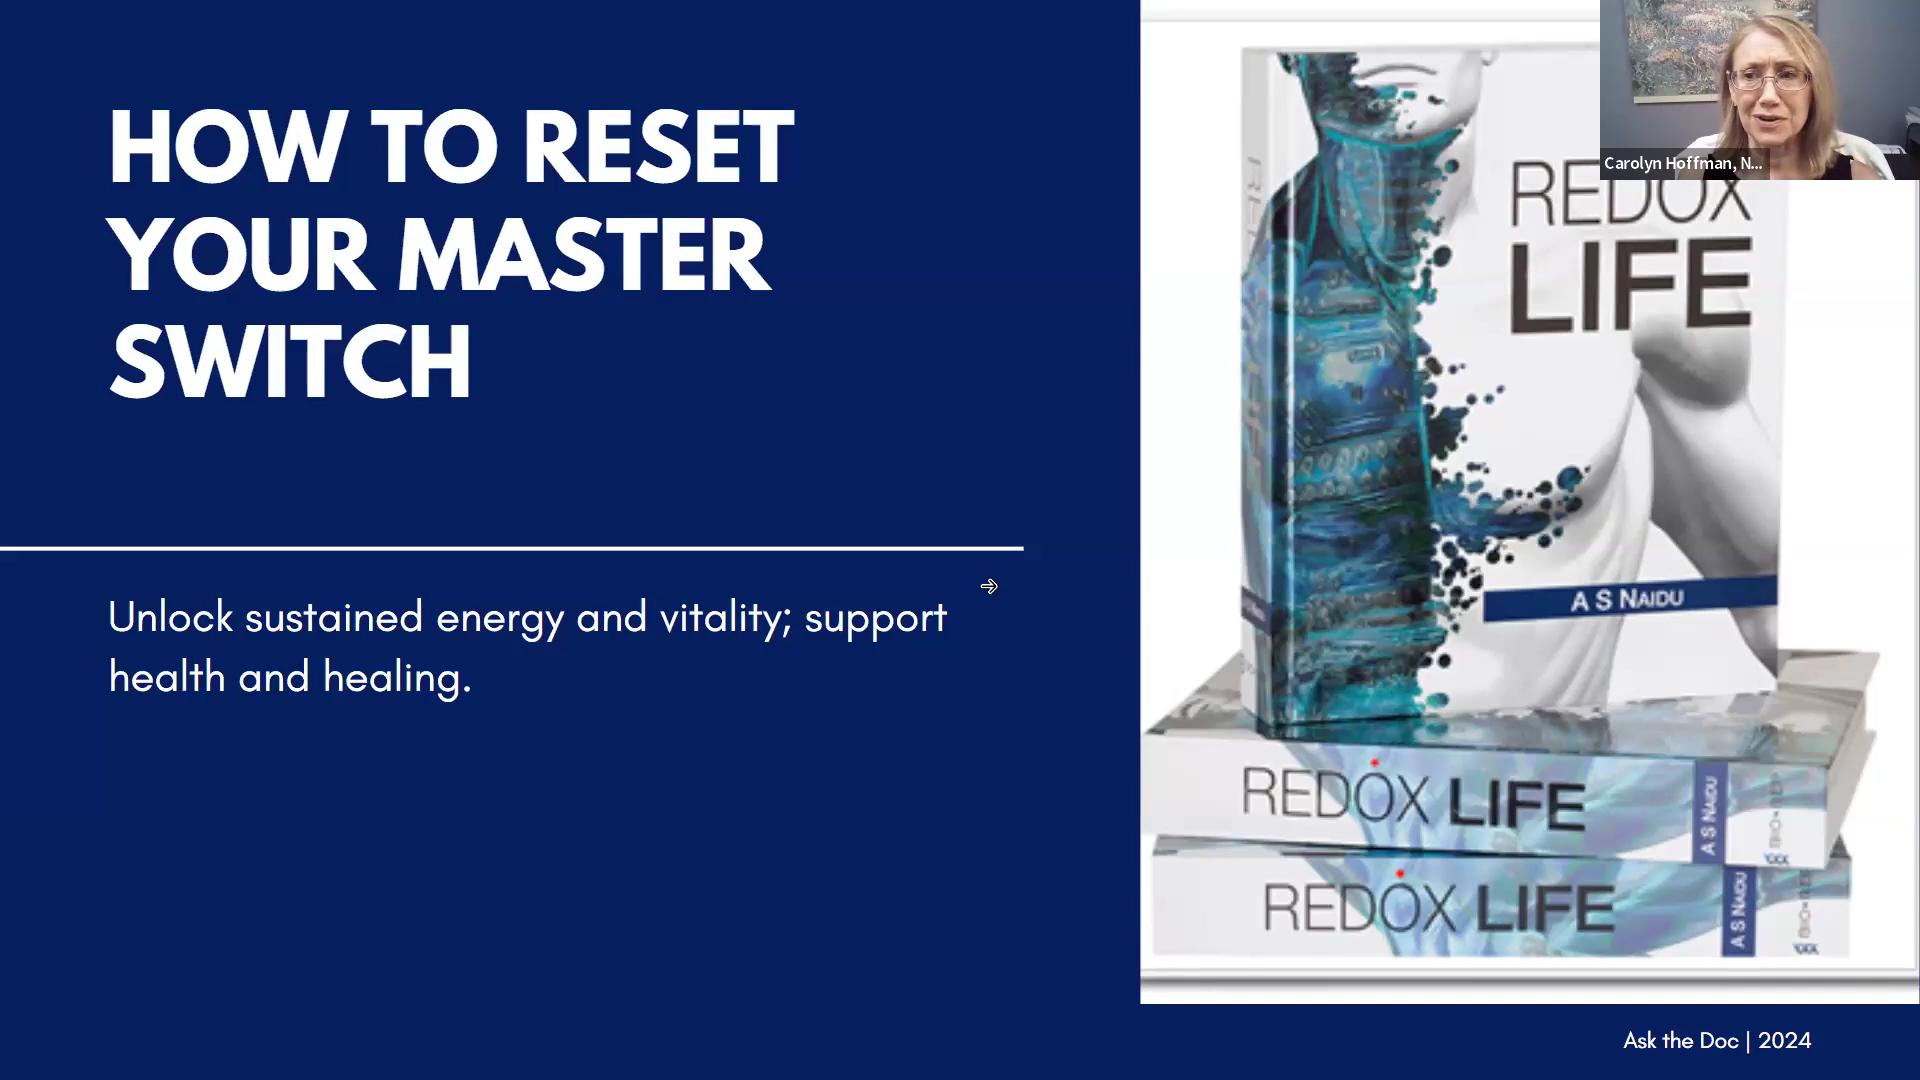 HOW TO RESET
YOUR MASTER
SWITCH
Unlock sustained energy and vitality; support
health and healing.
Carolyn Hoffman, N...
REDOX
LIFE
A S NAIDU
REDOX LIFE
A S NAIDU
REDOX LIFE
A S NAIDU
Ask the Doc | 2024